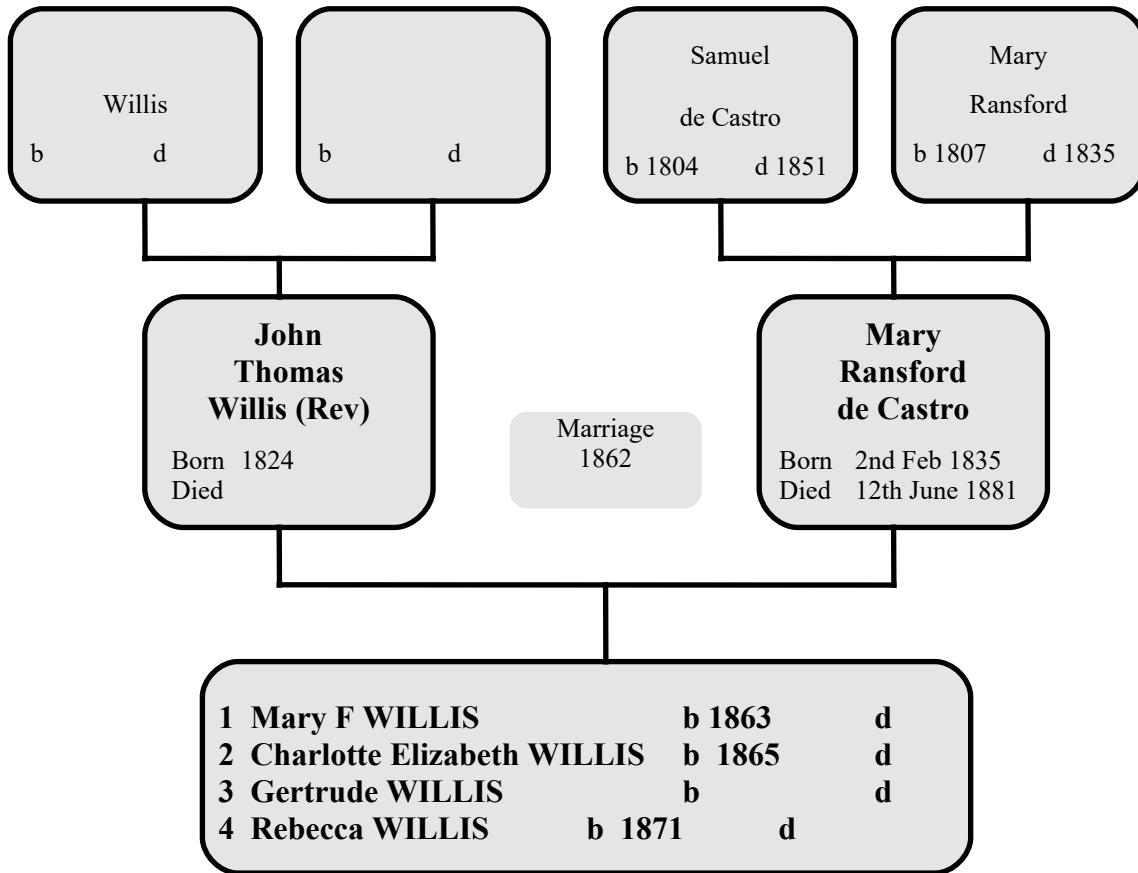 Willis
b d
b d
Samuel
de Castro
b 1804 d 1851
Mary
Ransford
b 1807 d 1835
John
Thomas
Willis (Rev)
Born 1824
Died
Marriage
1862
Mary
Ransford
de Castro
Born 2nd Feb 1835
Died 12th June 1881
1 Mary F WILLIS b 1863 d
2 Charlotte Elizabeth WILLIS b 1865 d
3 Gertrude WILLIS b d
4 Rebecca WILLIS b 1871 d